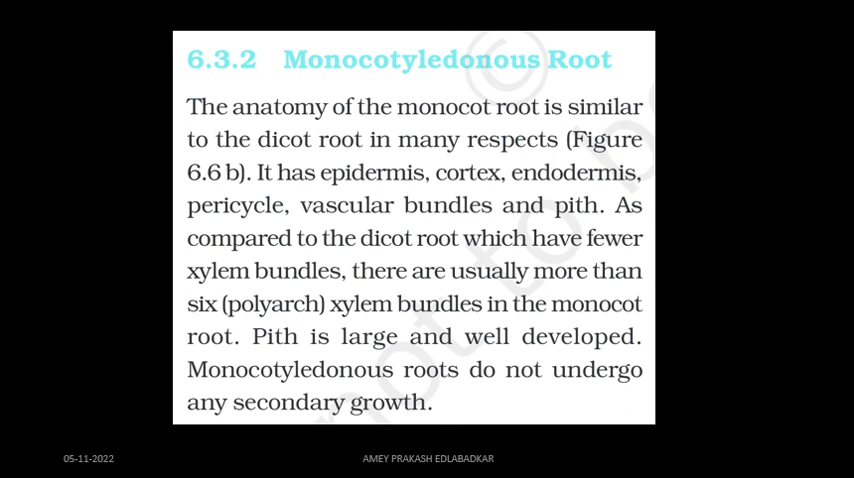 6.3.2 Monocotyledonous Root
The anatomy of the monocot root is similar
to the dicot root in many respects (Figure
6.6 b). It has epidermis, cortex, endodermis,
pericycle, vascular bundles and pith. As
compared to the dicot root which have fewer
xylem bundles, there are usually more than
six (polyarch) xylem bundles in the monocot
root. Pith is large and well developed.
Monocotyledonous roots do not undergo
any secondary growth.
©
not to be
05-11-2022
AMEY PRAKASH EDLABADKAR